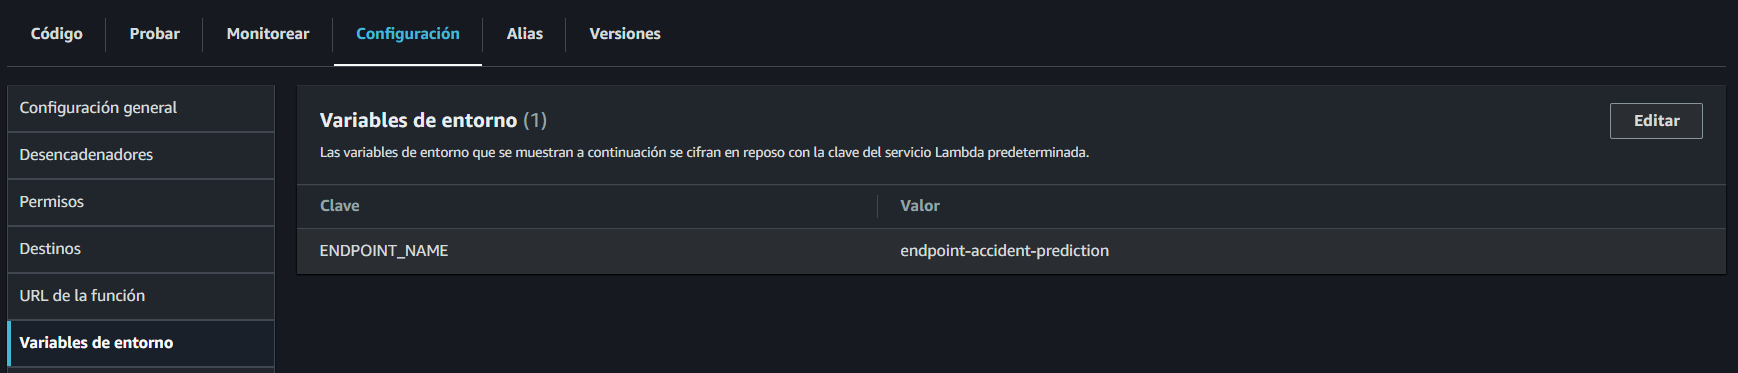 Código
Probar
Monitorear
Configuración
Alias
Versiones
Configuración general
Desencadenadores
Permisos
Destinos
URL de la función
Variables de entorno
Variables de entorno (1)
Editar
Las variables de entorno que se muestran a continuación se cifran en reposo con la clave del servicio Lambda predeterminada.
Clave
Valor
ENDPOINT_NAME
endpoint-accident-prediction